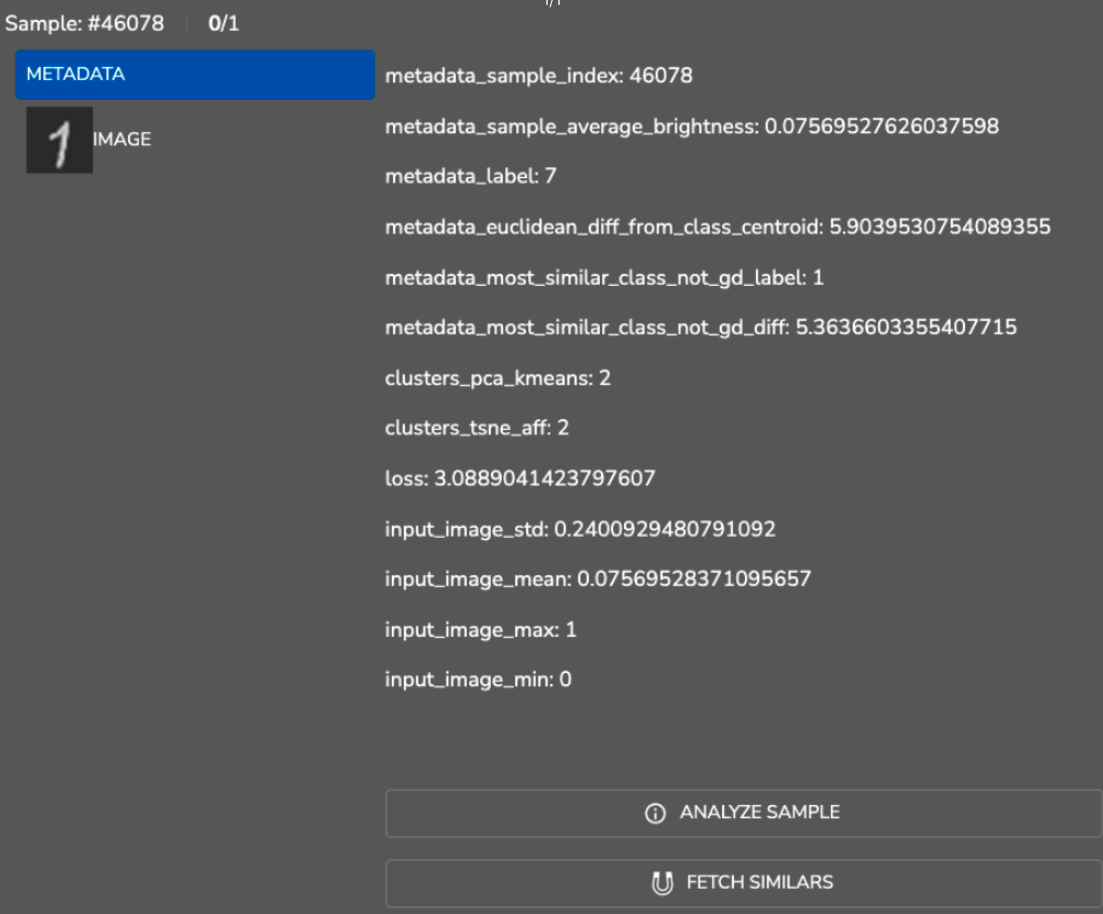 1/1
Sample: #46078 | 0/1
METADATA
IMAGE
metadata_sample_index: 46078
metadata_sample_average_brightness: 0.07569527626037598
metadata_label: 7
metadata_euclidean_diff_from_class_centroid: 5.9039530754089355
metadata_most_similar_class_not_gd_label: 1
metadata_most_similar_class_not_gd_diff: 5.3636603355407715
clusters_pca_kmeans: 2
clusters_tsne_aff: 2
loss: 3.0889041423797607
input_image_std: 0.2400929480791092
input_image_mean: 0.07569528371095657
input_image_max: 1
input_image_min: 0
ANALYZE SAMPLE
FETCH SIMILARS